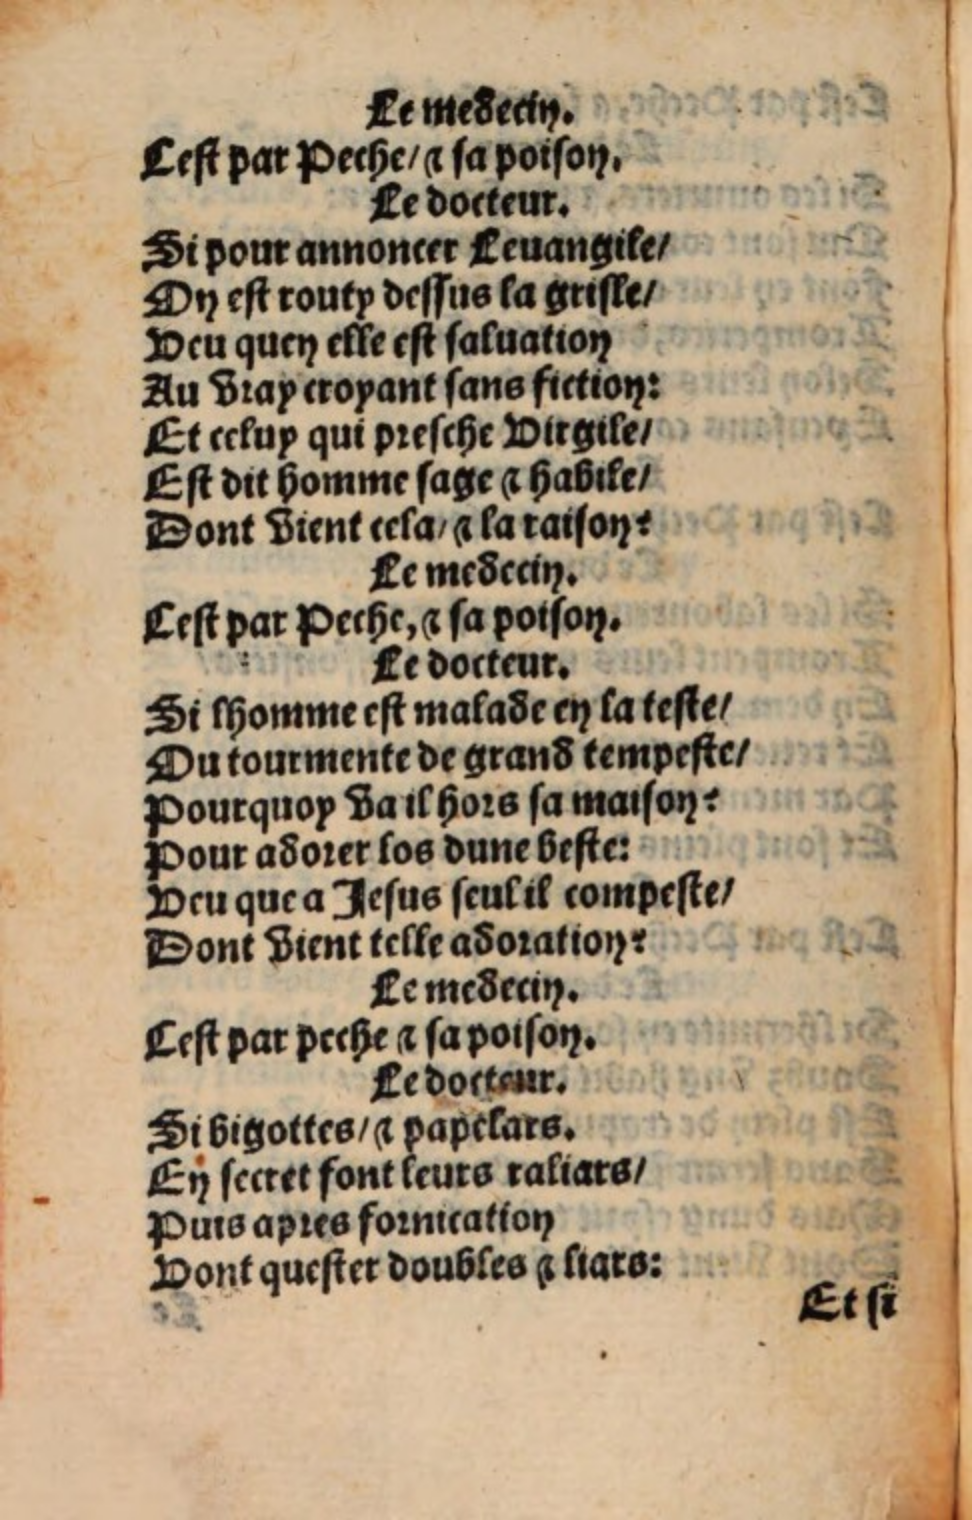 Le medecin.
Cest par Peche/ & sa poison.
Le docteur.
Si pour annoncer Leuangile/
On est routy dessus la grille/
Veu quen elle est saluation
Au vray croyant sans fiction:
Et celuy qui presche Virgile/
Est dit homme sage & habile/
Dont vient cela/ & la raison?
Le medecin.
Cest par Peche, & sa poison.
Le docteur.
Si lhomme est malade en la teste/
Ou tourmente de grand tempeste/
Pourquoy va il hors sa maison?
Pour adorer los dune beste:
Veu que a Jesus seul il compeste/
Dont vient telle adoration?
Le medecin.
Cest par peche & sa poison.
Le docteur.
Si bigottes/ & papelars.
En secret font leurs raliars/
Puis apres fornication
Vont quester doubles & liars:
Et si